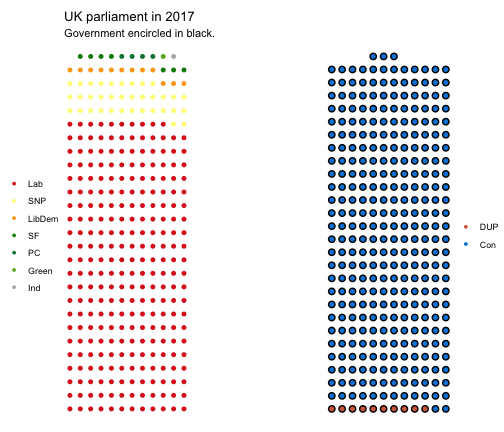 UK parliament in 2017
Government encircled in black.
Lab
SNP
LibDem
SF
PC
Green
Ind
DUP
Con